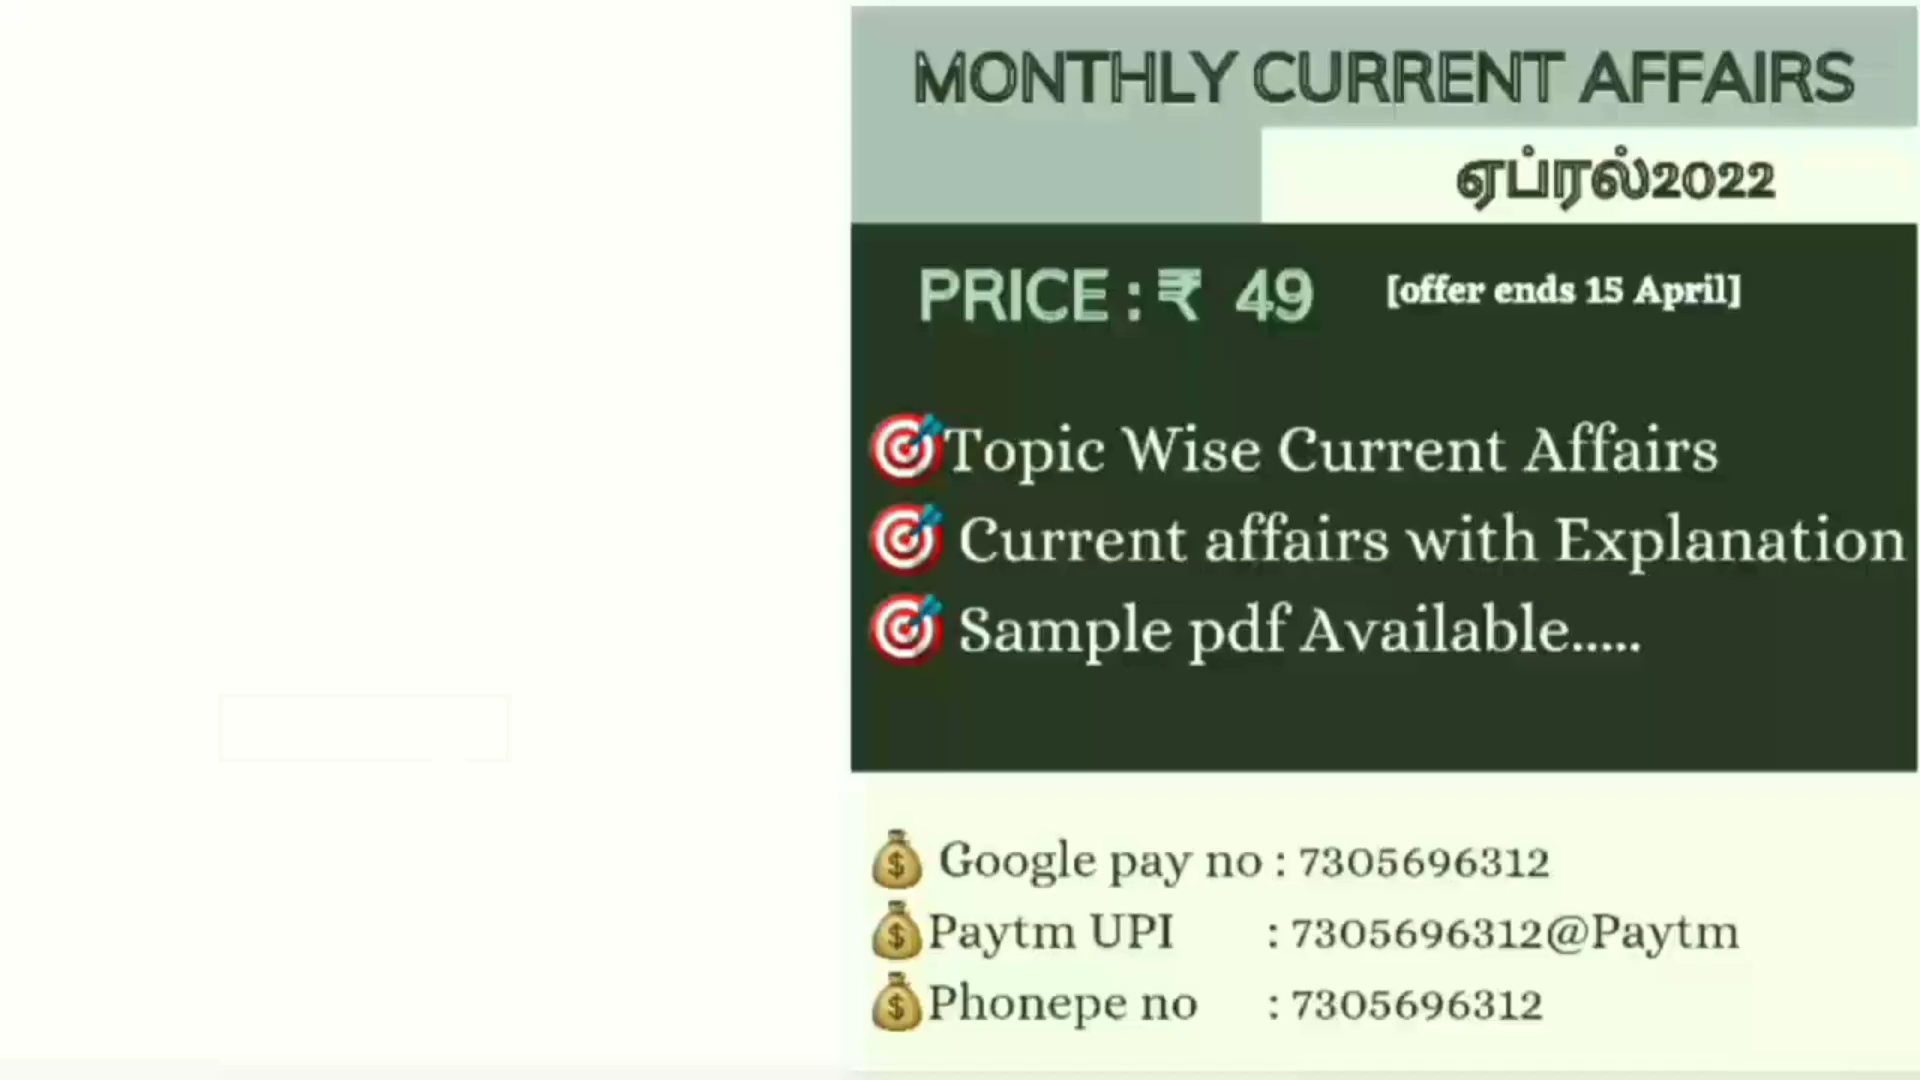 MONTHLY CURRENT AFFAIRS
ஏப்ரல்2022
PRICE : ₹ 49 [offer ends 15 April]
Topic Wise Current Affairs
Current affairs with Explanation
Sample pdf Available.....
Google pay no : 7305696312
Paytm UPI : 7305696312@Paytm
Phonepe no : 7305696312